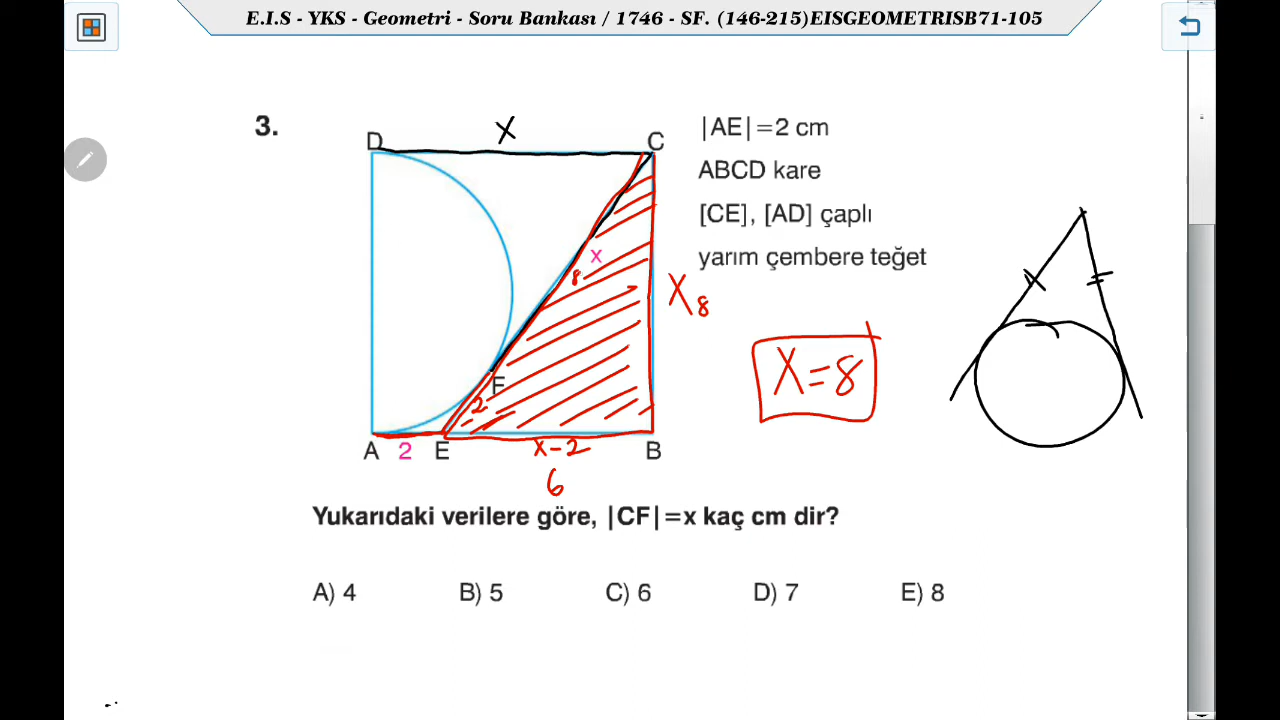 E.I.S - YKS - Geometri - Soru Bankası / 1746 - SF. (146-215)EISGEOMETRISB71-105
3.
D
X
C
|AE|=2 cm
ABCD kare
[CE], [AD] çaplı
yarım çembere teğet
x
8
X
8
X=8
F
2
A
2
E
x-2
B
6
Yukarıdaki verilere göre, |CF|=x kaç cm dir?
A) 4 B) 5 C) 6 D) 7 E) 8